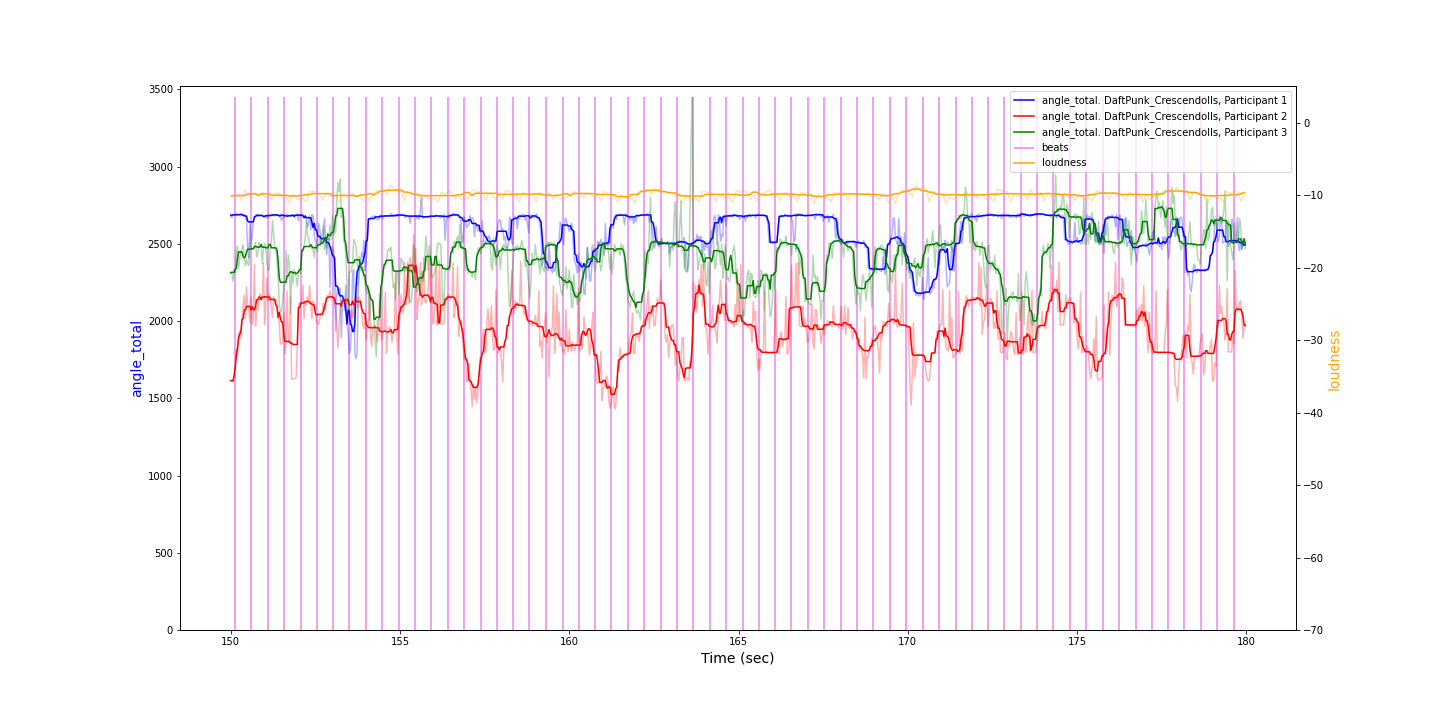 angle_total. DaftPunk_Crescendolls, Participant 1
angle_total. DaftPunk_Crescendolls, Participant 2
angle_total. DaftPunk_Crescendolls, Participant 3
beats
loudness
3500
3000
2500
2000
1500
1000
500
0
angle_total
0
−10
−20
−30
−40
−50
−60
−70
loudness
150 155 160 165 170 175 180
Time (sec)